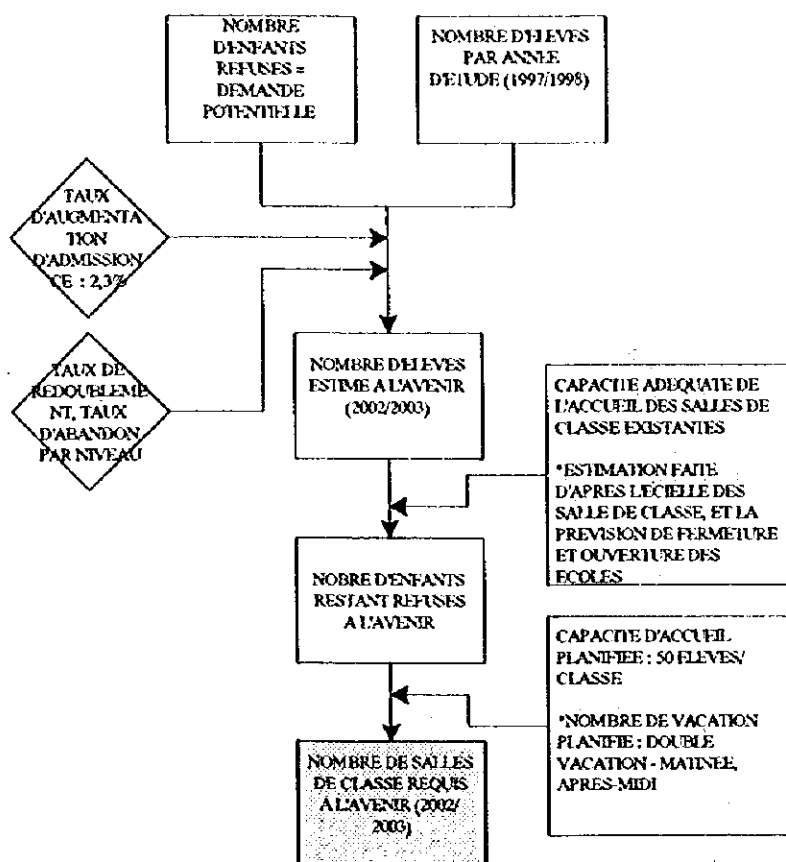 NOMBRE
D'ENFANTS
REFUSES =
DEMANDE
POTENTIELLE
NOMBRE D'ELEVES
PAR ANNEE
D'ETUDE (1997/1998)
TAUX
D'AUGMENTA
TION
D'ADMISSION
CE : 2,3%
TAUX DE
REDOUBLEME
NT, TAUX
D'ABANDON
PAR NIVEAU
NOMBRE D'ELEVES
ESTIME A L'AVENIR
(2002/2003)
CAPACITE ADEQUATE DE
L'ACCUEIL DES SALLES DE
CLASSE EXISTANTES
*ESTIMATION FAITE
D'APRES L'ECIELLE DES
SALLE DE CLASSE, ET LA
PREVISION DE FERMETURE
ET OUVERTURE DES
ECOLES
NOBRE D'ENFANTS
RESTANT REFUSES
A L'AVENIR
CAPACITE D'ACCUEIL
PLANIFIEE : 50 ELEVES/
CLASSE
*NOMBRE DE VACATION
PLANIFIE : DOUBLE
VACATION - MATINEE,
APRES-MIDI
NOMBRE DE SALLES
DE CLASSE REQUIS
A L'AVENIR (2002/
2003)